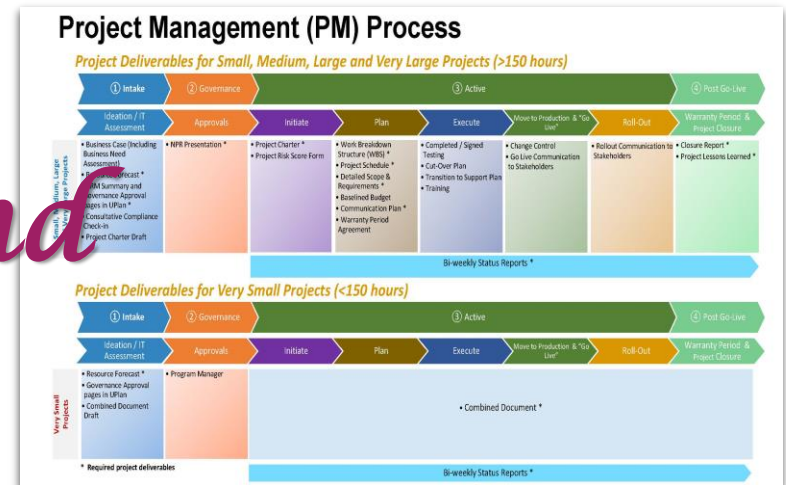 Project Management (PM) Process
Project Deliverables for Small, Medium, Large and Very Large Projects (>150 hours)
① Intake
② Governance
③ Active
④ Post Go-Live
Ideation / IT
Assessment
Approvals
Initiate
Plan
Execute
Move to Production & "Go
Live"
Roll-Out
Warranty Period &
Project Closure
Small, Medium, Large
Very Large Projects
• Business Case (Including
Business Need
Assessment)
Summary and
Governance Approval
pages in UPlan *
• Consultative Compliance
Check-in
• Project Charter Draft
• NPR Presentation *
• Project Charter *
• Project Risk Score Form
• Work Breakdown
Structure (WBS) *
• Project Schedule *
• Detailed Scope &
Requirements *
• Baselined Budget
• Communication Plan *
• Warranty Period
Agreement
• Completed / Signed
Testing
• Cut-Over Plan
• Transition to Support Plan
• Training
• Change Control
• Go Live Communication
to Stakeholders
• Rollout Communication to
Stakeholders
• Closure Report *
• Project Lessons Learned *
nd
Bi-weekly Status Reports *
Project Deliverables for Very Small Projects (<150 hours)
① Intake
② Governance
③ Active
④ Post Go-Live
Ideation / IT
Assessment
Approvals
Initiate
Plan
Execute
Move to Production & "Go
Live"
Roll-Out
Warranty Period &
Project Closure
Very Small
Projects
• Resource Forecast *
• Governance Approval
pages in UPlan
• Combined Document
Draft
• Program Manager
• Combined Document *
* Required project deliverables
Bi-weekly Status Reports *